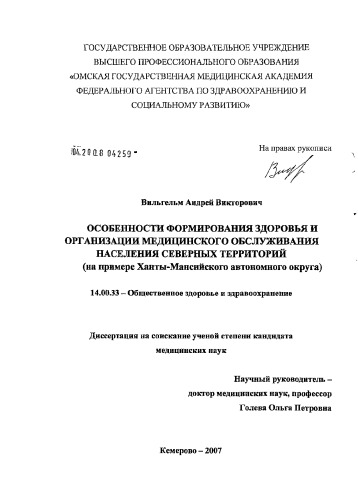 ГОСУДАРСТВЕННОЕ ОБРАЗОВАТЕЛЬНОЕ УЧРЕЖДЕНИЕ
ВЫСШЕГО ПРОФЕССИОНАЛЬНОГО ОБРАЗОВАНИЯ
«ОМСКАЯ ГОСУДАРСТВЕННАЯ МЕДИЦИНСКАЯ АКАДЕМИЯ
ФЕДЕРАЛЬНОГО АГЕНТСТВА ПО ЗДРАВООХРАНЕНИЮ И
СОЦИАЛЬНОМУ РАЗВИТИЮ»
На правах рукописи
04.2008 04259 -
Вильгельм Андрей Викторович
ОСОБЕННОСТИ ФОРМИРОВАНИЯ ЗДОРОВЬЯ И
ОРГАНИЗАЦИИ МЕДИЦИНСКОГО ОБСЛУЖИВАНИЯ
НАСЕЛЕНИЯ СЕВЕРНЫХ ТЕРРИТОРИЙ
(на примере Ханты-Мансийского автономного округа)
14.00.33 – Общественное здоровье и здравоохранение
Диссертация на соискание ученой степени кандидата
медицинских наук
Научный руководитель –
доктор медицинских наук, профессор
Голева Ольга Петровна
Кемерово – 2007